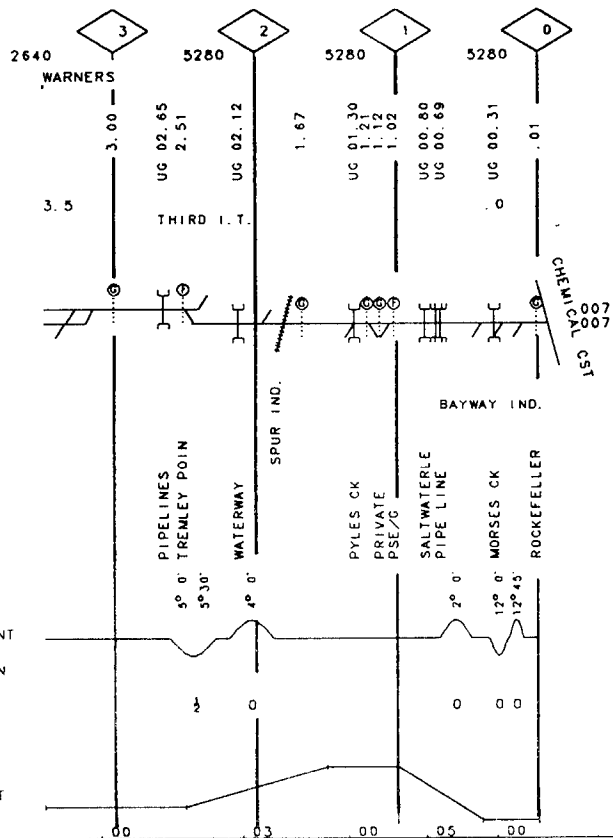 3 2 1 0
2640 5280 5280 5280
WARNERS
3.00
UG 02.65
2.51
UG 02.12
1.67
UG 01.30
1.21
1.12
1.02
UG 00.80
UG 00.69
UG 00.31
.01
3.5
.0
THIRD I.T.
G F G G G F G
007
007
CHEMICAL CST
SPUR IND.
BAYWAY IND.
PIPELINES
TREMLEY POIN
WATERWAY
PYLES CK
PRIVATE
PSE/G
SALTWATERLE
PIPE LINE
MORSES CK
ROCKEFELLER
5° 0'
5° 30'
4° 0'
2° 0'
12° 0'
12° 45'
NT
N
½ 0 0 0 0
T
00 03 00 05 00